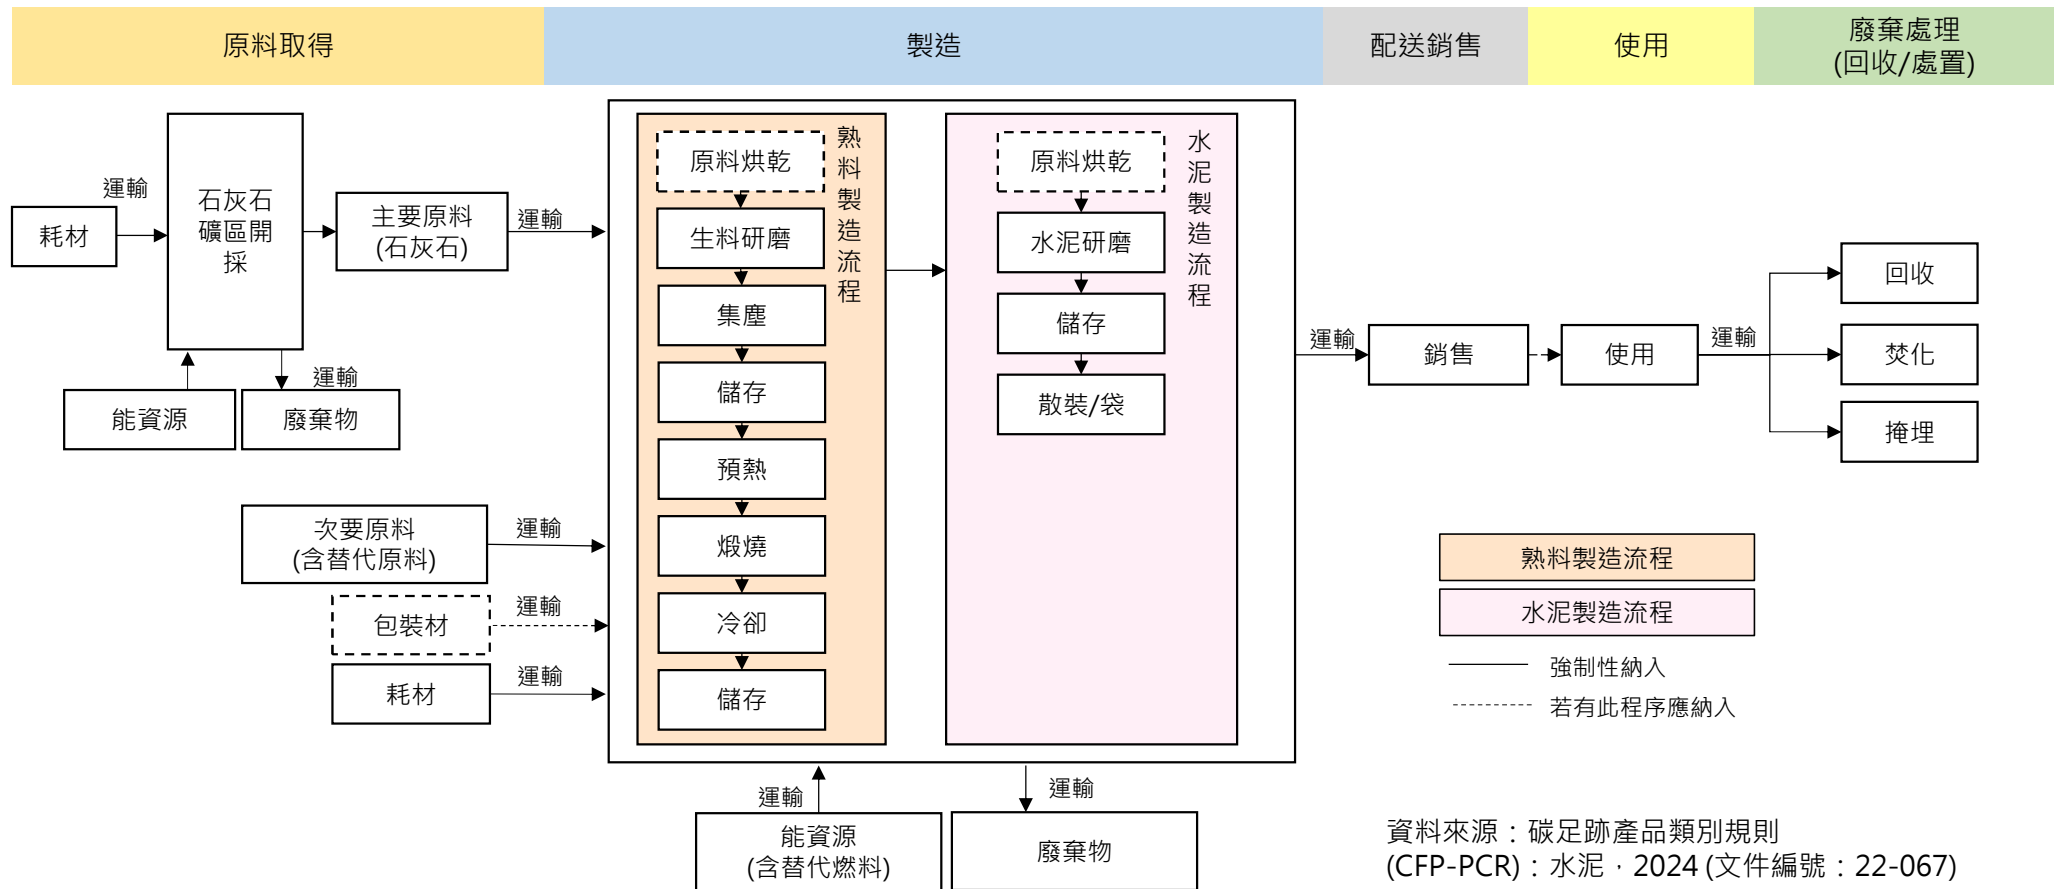 原料取得
製造
配送銷售
使用
廢棄處理
(回收/處置)
耗材
運輸
石灰石
礦區開
採
主要原料
(石灰石)
運輸
能資源
廢棄物
運輸
次要原料
(含替代原料)
運輸
包裝材
運輸
耗材
運輸
熟料製造流程
原料烘乾
生料研磨
集塵
儲存
預熱
煅燒
冷卻
儲存
水泥製造流程
原料烘乾
水泥研磨
儲存
散裝/袋
運輸
能資源
(含替代燃料)
運輸
廢棄物
運輸
銷售
使用
運輸
回收
焚化
掩埋
熟料製造流程
水泥製造流程
強制性納入
若有此程序應納入
資料來源：碳足跡產品類別規則
(CFP-PCR)：水泥，2024 (文件編號：22-067)